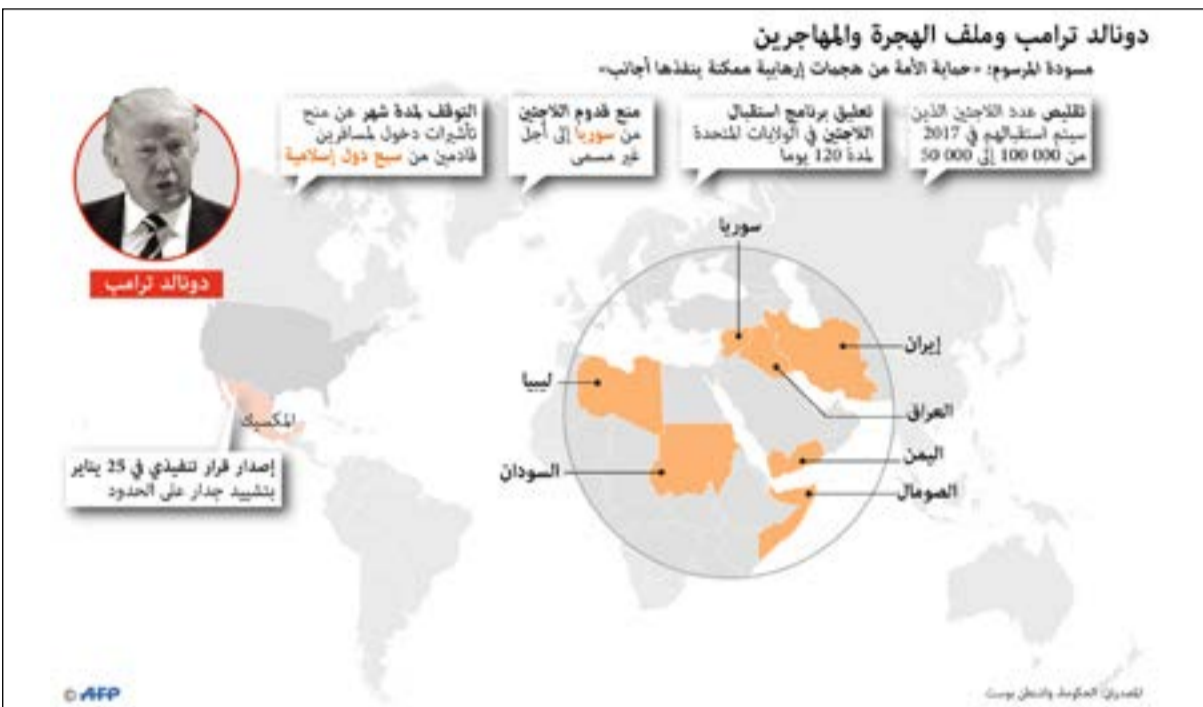 دونالد ترامب وملف الهجرة والمهاجرين
مسودة المرسوم: «حماية الأمة من هجمات إرهابية ممكنة ينفذها أجانب»
تقليص عدد اللاجئين الذين
سيتم استقبالهم في 2017
من 000 100 إلى 000 50
تعليق برنامج استقبال
اللاجئين في الولايات المتحدة
لمدة 120 يوما
منع قدوم اللاجئين
من سوريا إلى أجل
غير مسمى
التوقف لمدة شهر عن منح
تأشيرات دخول لمسافرين
قادمين من سبع دول إسلامية
دونالد ترامب
سوريا
إيران
العراق
ليبيا
اليمن
السودان
الصومال
المكسيك
إصدار قرار تنفيذي في 25 يناير
بتشييد جدار على الحدود
المصدران: الحكومة، واشنطن بوست
© AFP